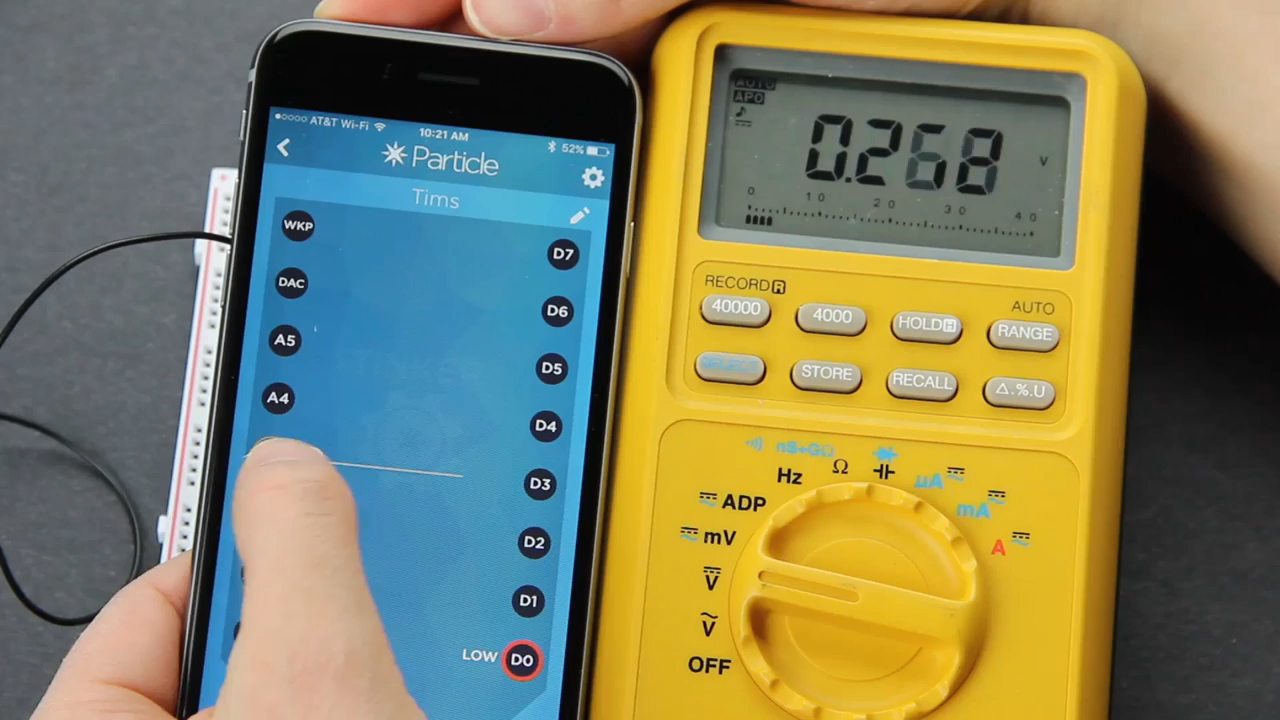 AT&T Wi-Fi
10:21 AM
52%
Particle
Tims
WKP
DAC
A5
A4
D7
D6
D5
D4
D3
D2
D1
LOW D0
AUTO
APO
0.268 V
0 10 20 30 40
RECORD R
AUTO
40000 4000 HOLD H RANGE
SELECT STORE RECALL Δ.%.U
nS+GΩ
Hz Ω µA
ADP mA
mV A
V
V
OFF